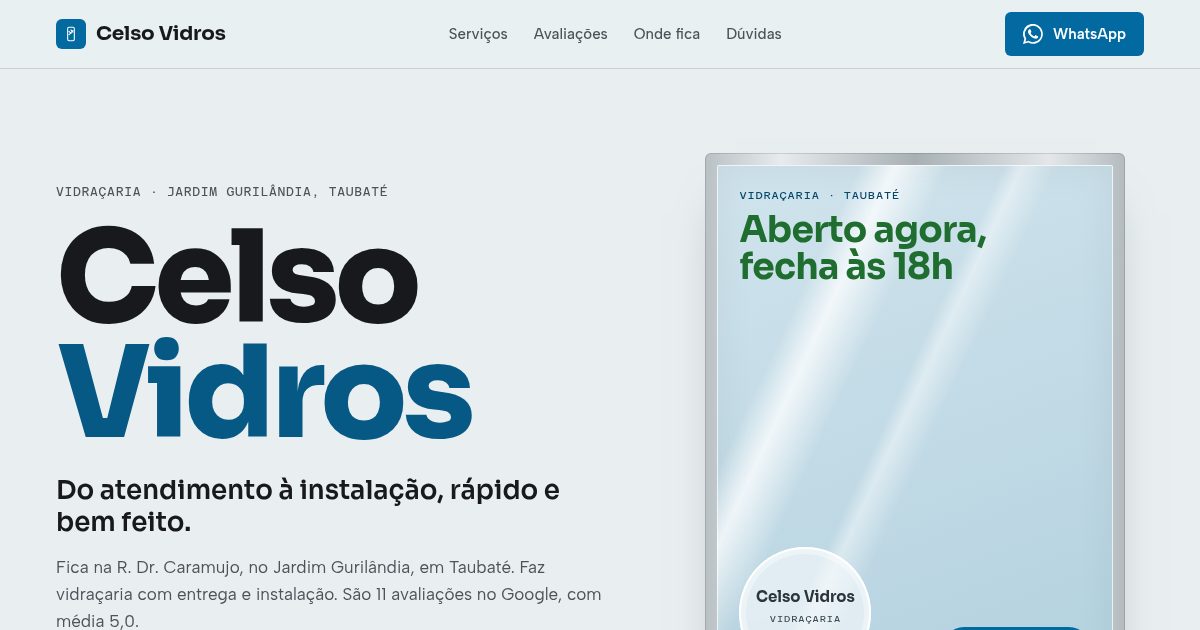 Celso Vidros
Serviços
Avaliações
Onde fica
Dúvidas
WhatsApp
VIDRAÇARIA · JARDIM GURILÂNDIA, TAUBATÉ
Celso
Vidros
Do atendimento à instalação, rápido e
bem feito.
Fica na R. Dr. Caramujo, no Jardim Gurilândia, em Taubaté. Faz
vidraçaria com entrega e instalação. São 11 avaliações no Google, com
média 5,0.
VIDRAÇARIA · TAUBATÉ
Aberto agora,
fecha às 18h
Celso Vidros
VIDRAÇARIA